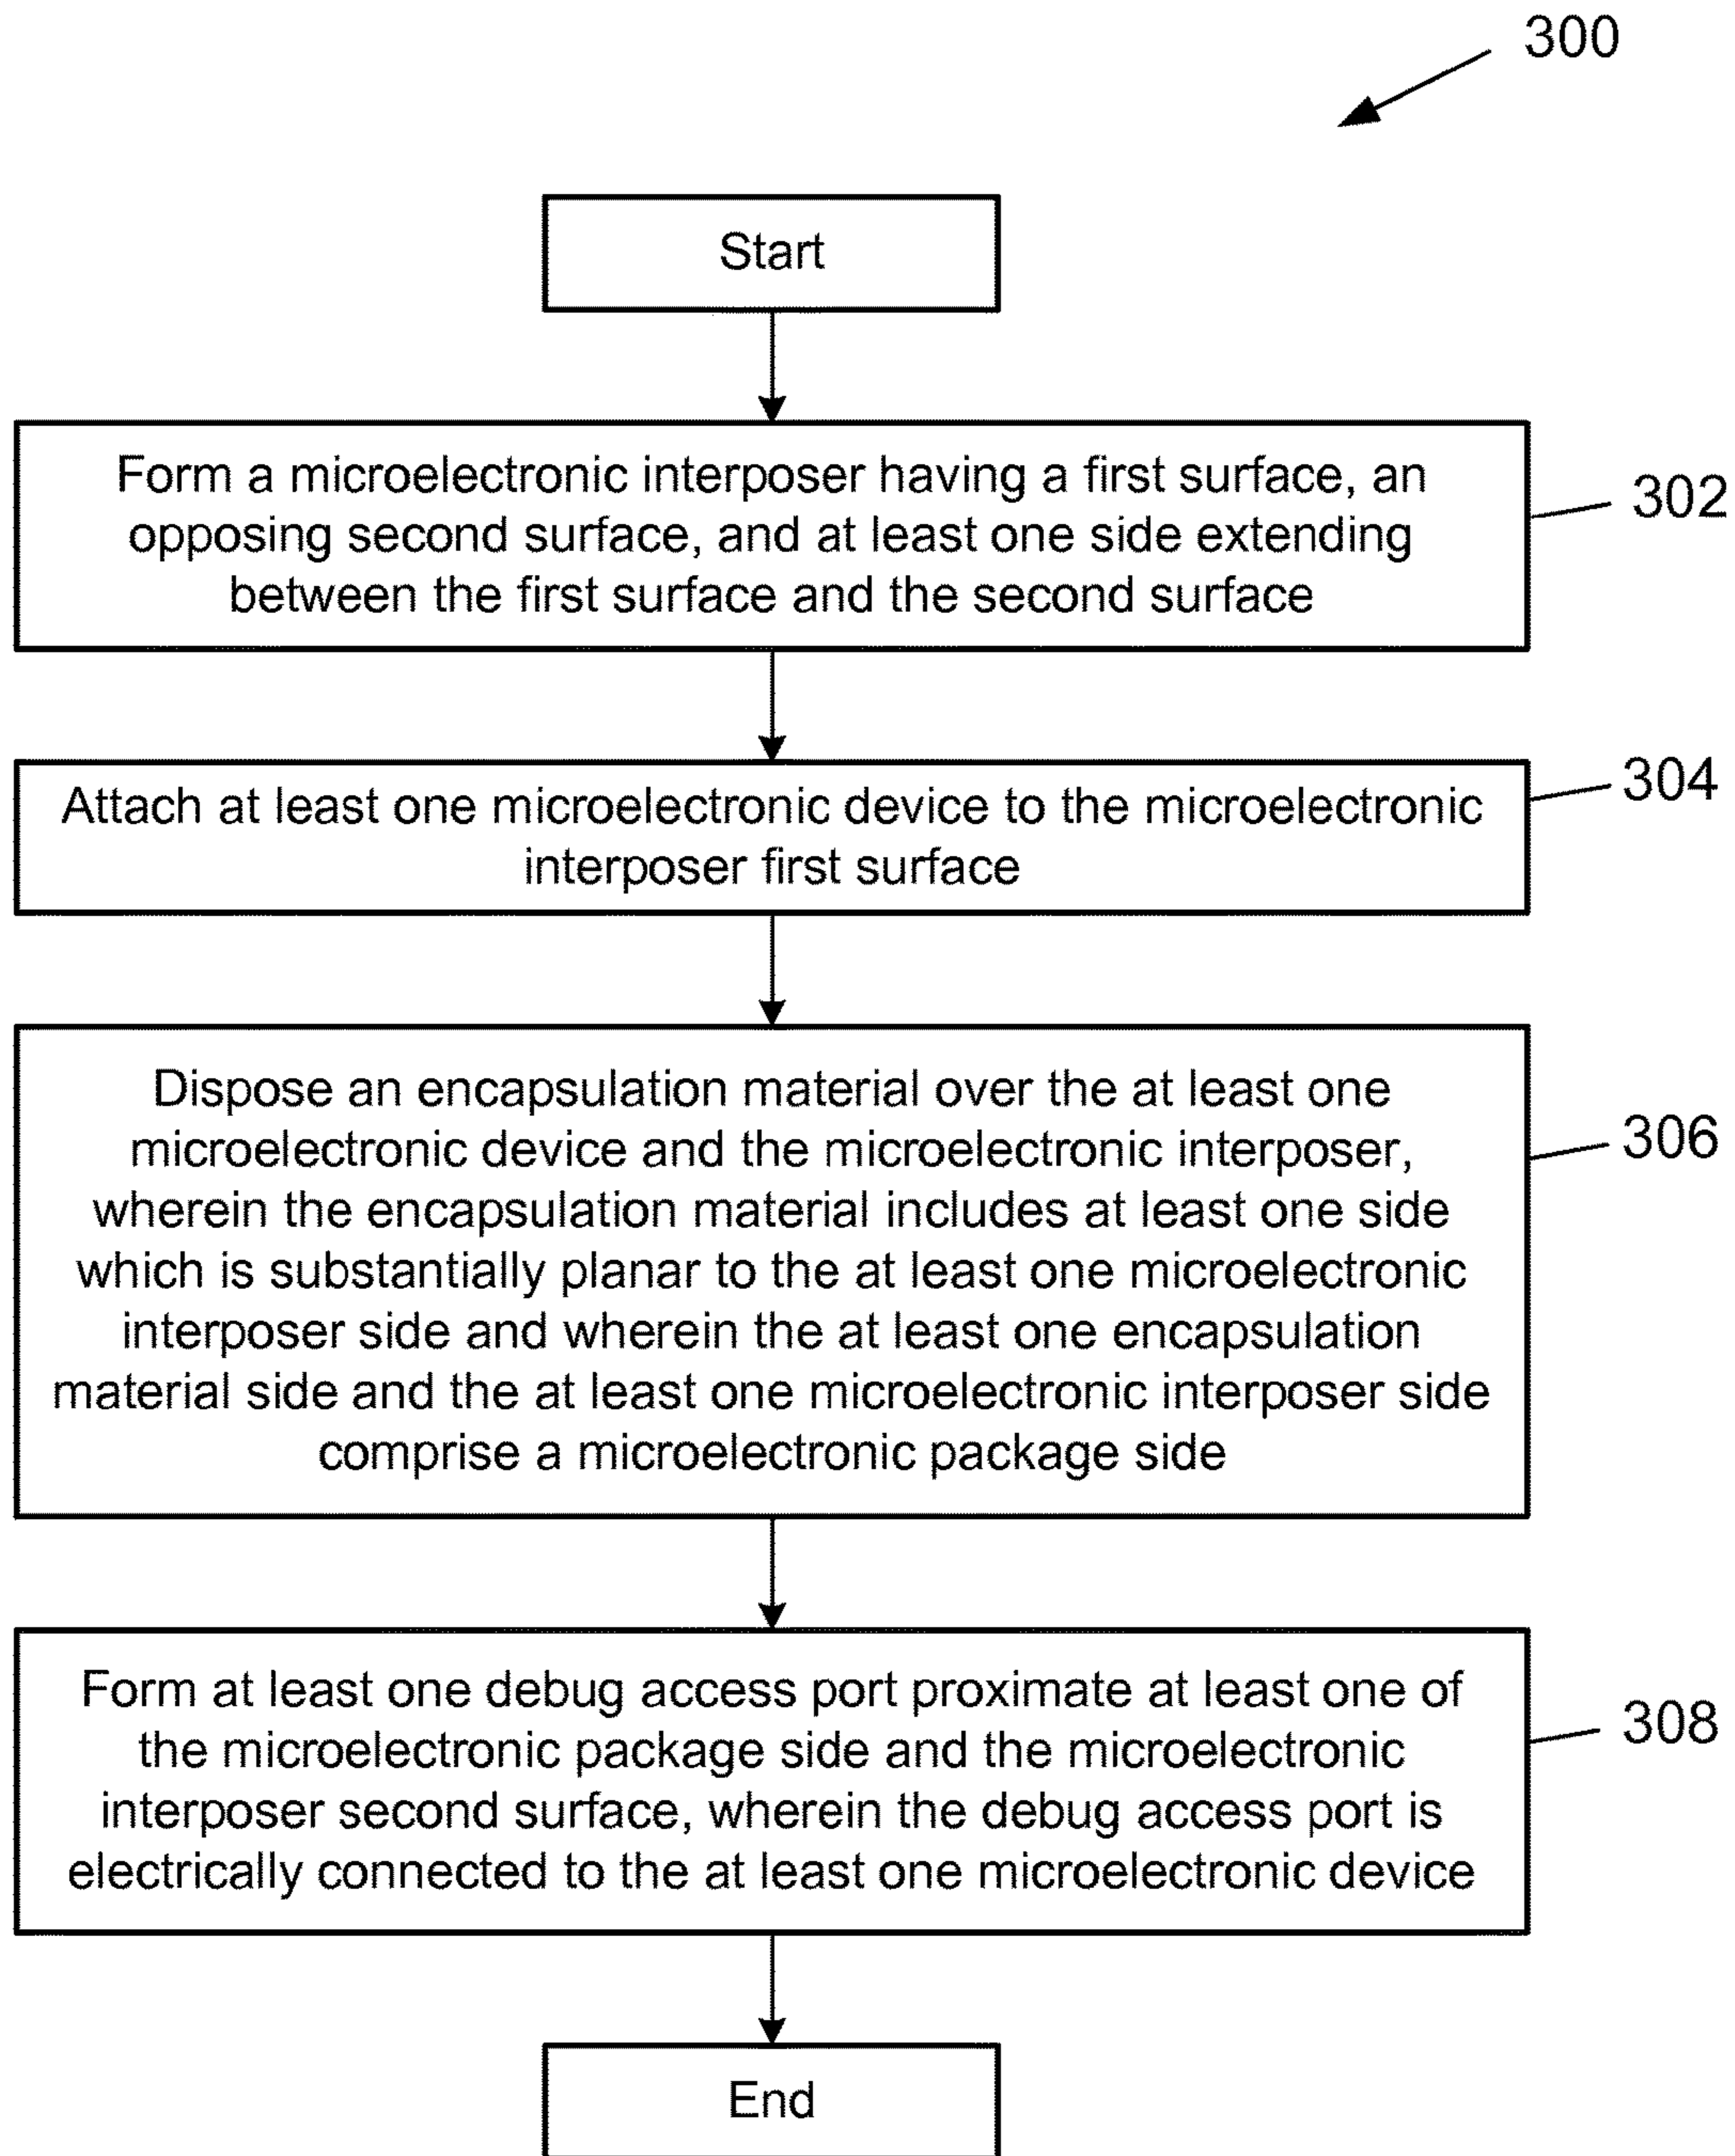 300
Start
Form a microelectronic interposer having a first surface, an
opposing second surface, and at least one side extending
between the first surface and the second surface
302
Attach at least one microelectronic device to the microelectronic
interposer first surface
304
Dispose an encapsulation material over the at least one
microelectronic device and the microelectronic interposer,
wherein the encapsulation material includes at least one side
which is substantially planar to the at least one microelectronic
interposer side and wherein the at least one encapsulation
material side and the at least one microelectronic interposer side
comprise a microelectronic package side
306
Form at least one debug access port proximate at least one of
the microelectronic package side and the microelectronic
interposer second surface, wherein the debug access port is
electrically connected to the at least one microelectronic device
308
End